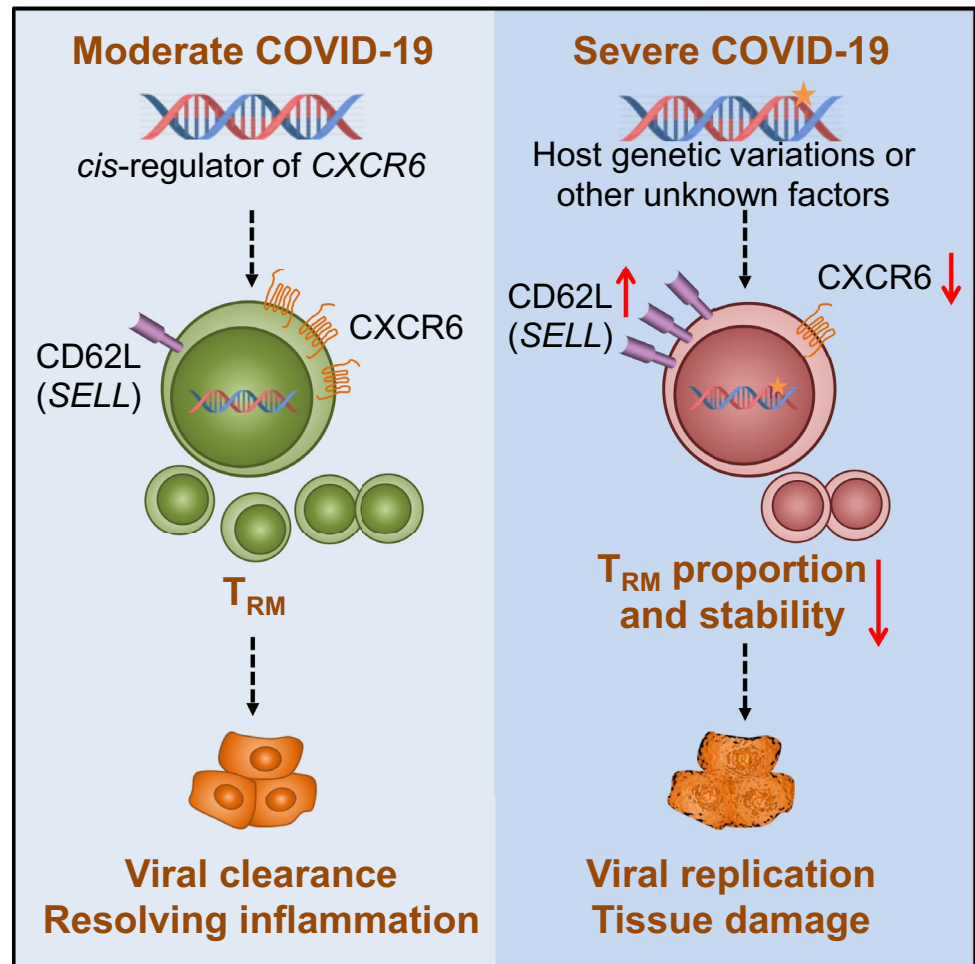 Moderate COVID-19
cis-regulator of CXCR6
CD62L
(SELL)
CXCR6
TRM
Viral clearance
Resolving inflammation
Severe COVID-19
Host genetic variations or
other unknown factors
CD62L
(SELL)
CXCR6
TRM proportion
and stability
Viral replication
Tissue damage